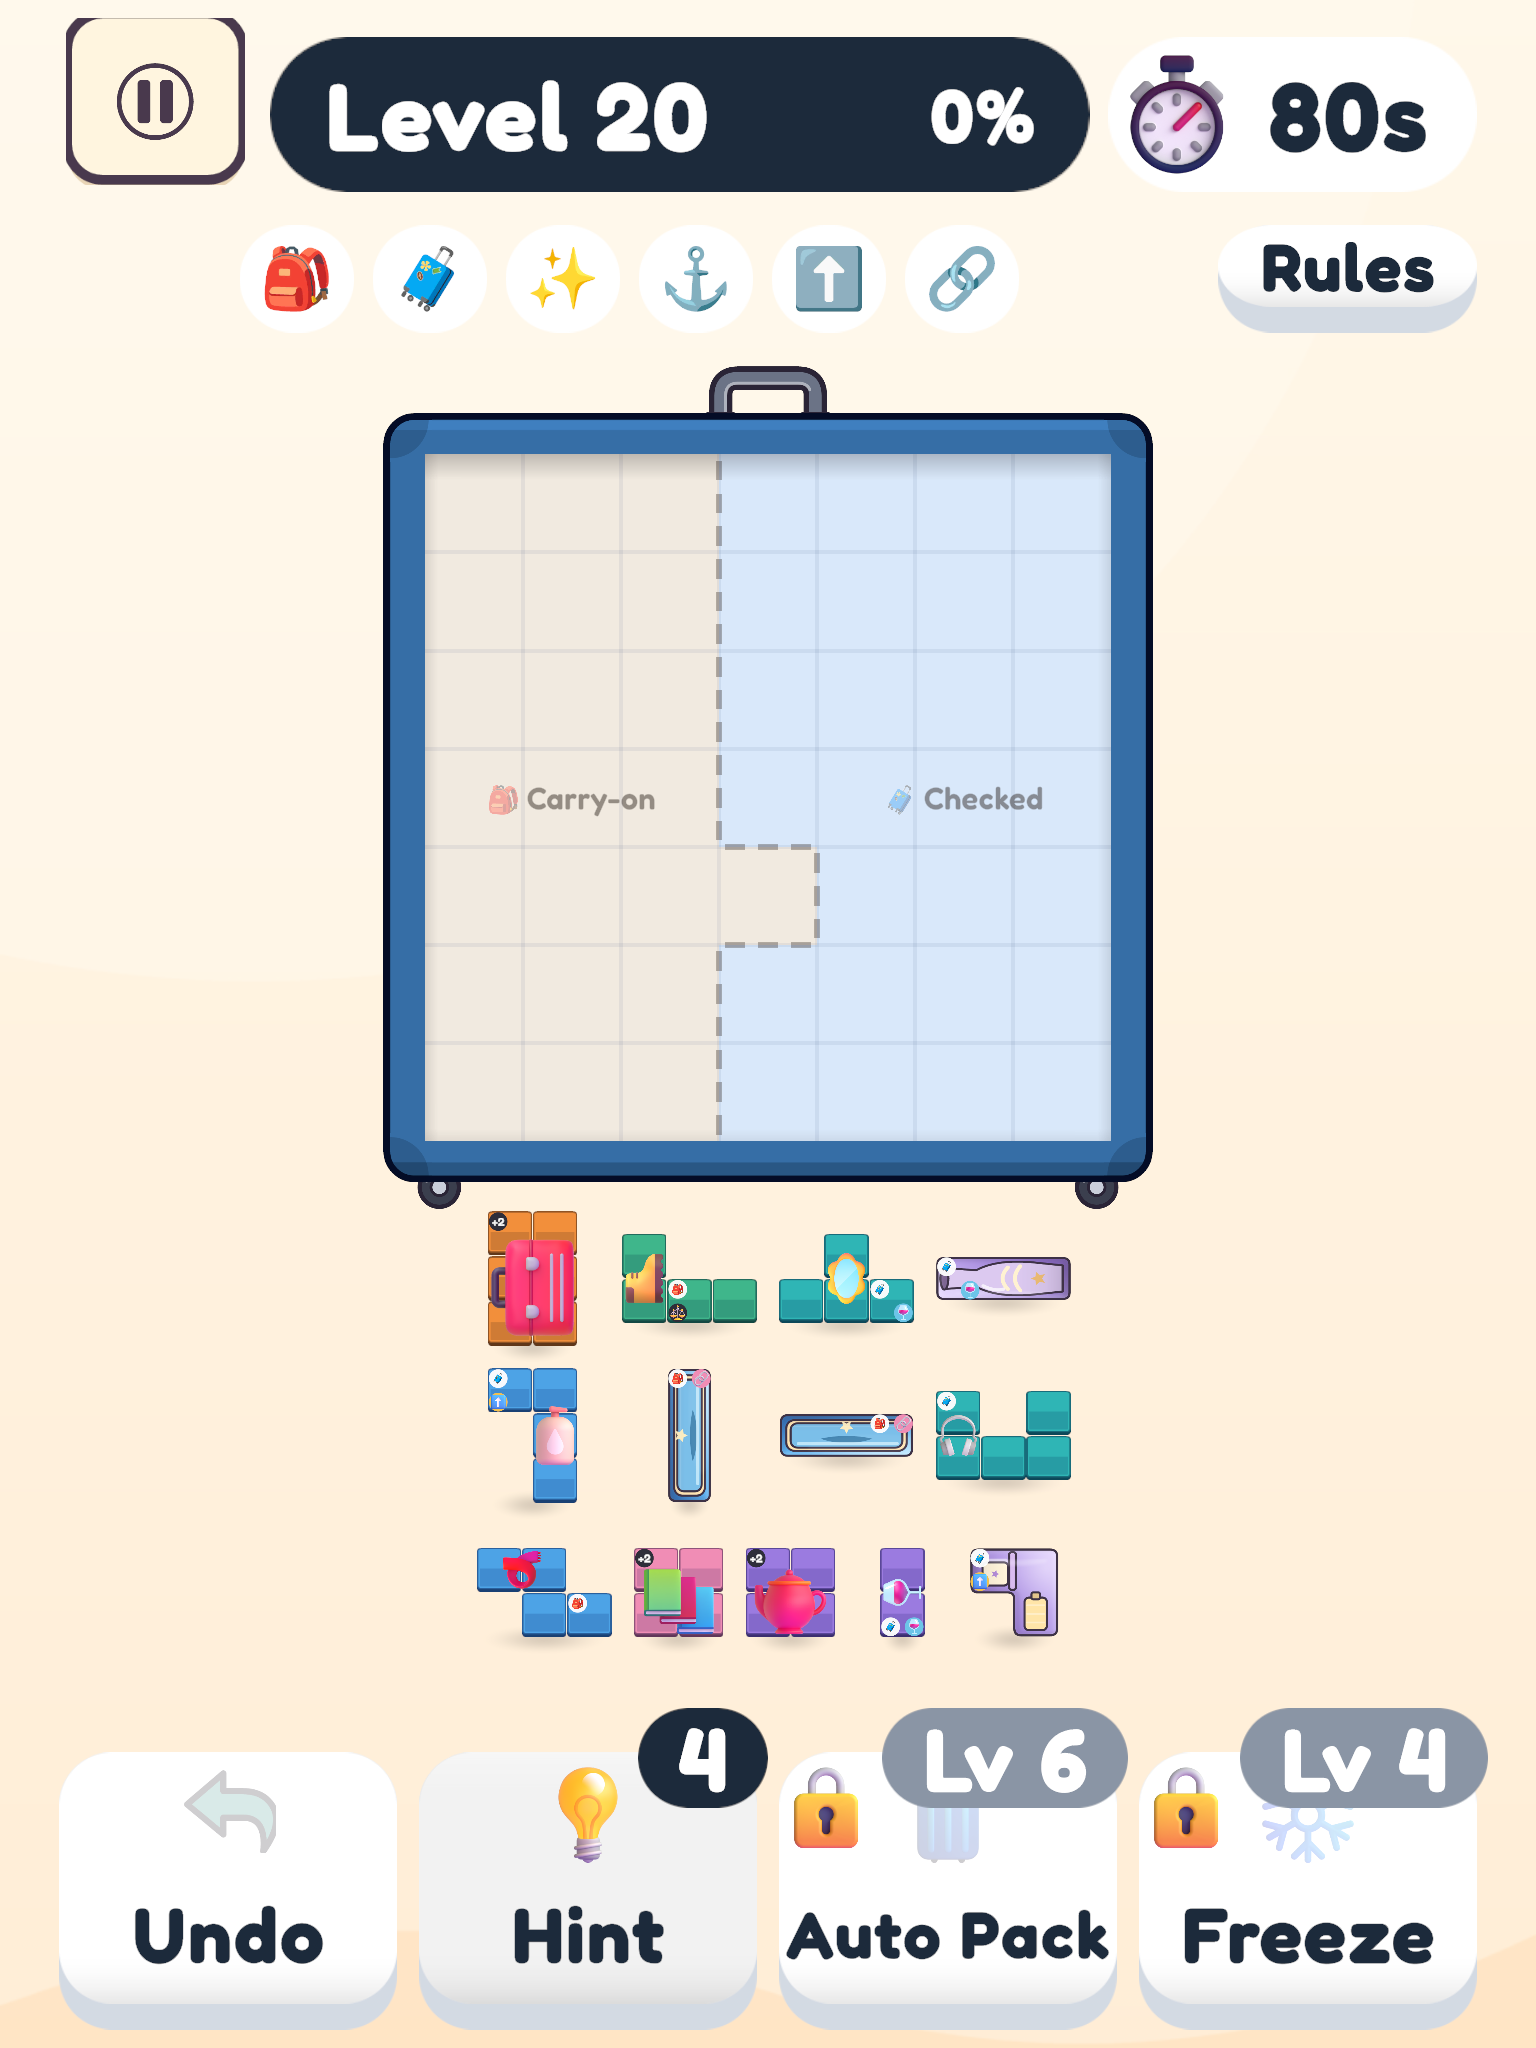 Level 20 0% 80s
Rules
Carry-on Checked
+2
+2 +2
4 Lv 6 Lv 4
Undo Hint Auto Pack Freeze